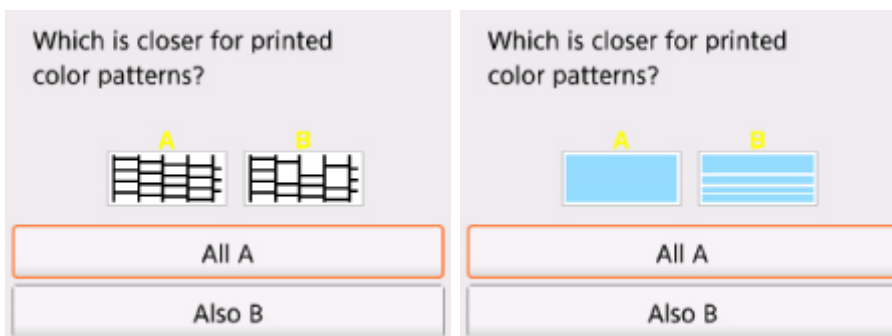 Which is closer for printed
color patterns?
A B
All A
Also B
Which is closer for printed
color patterns?
A B
All A
Also B